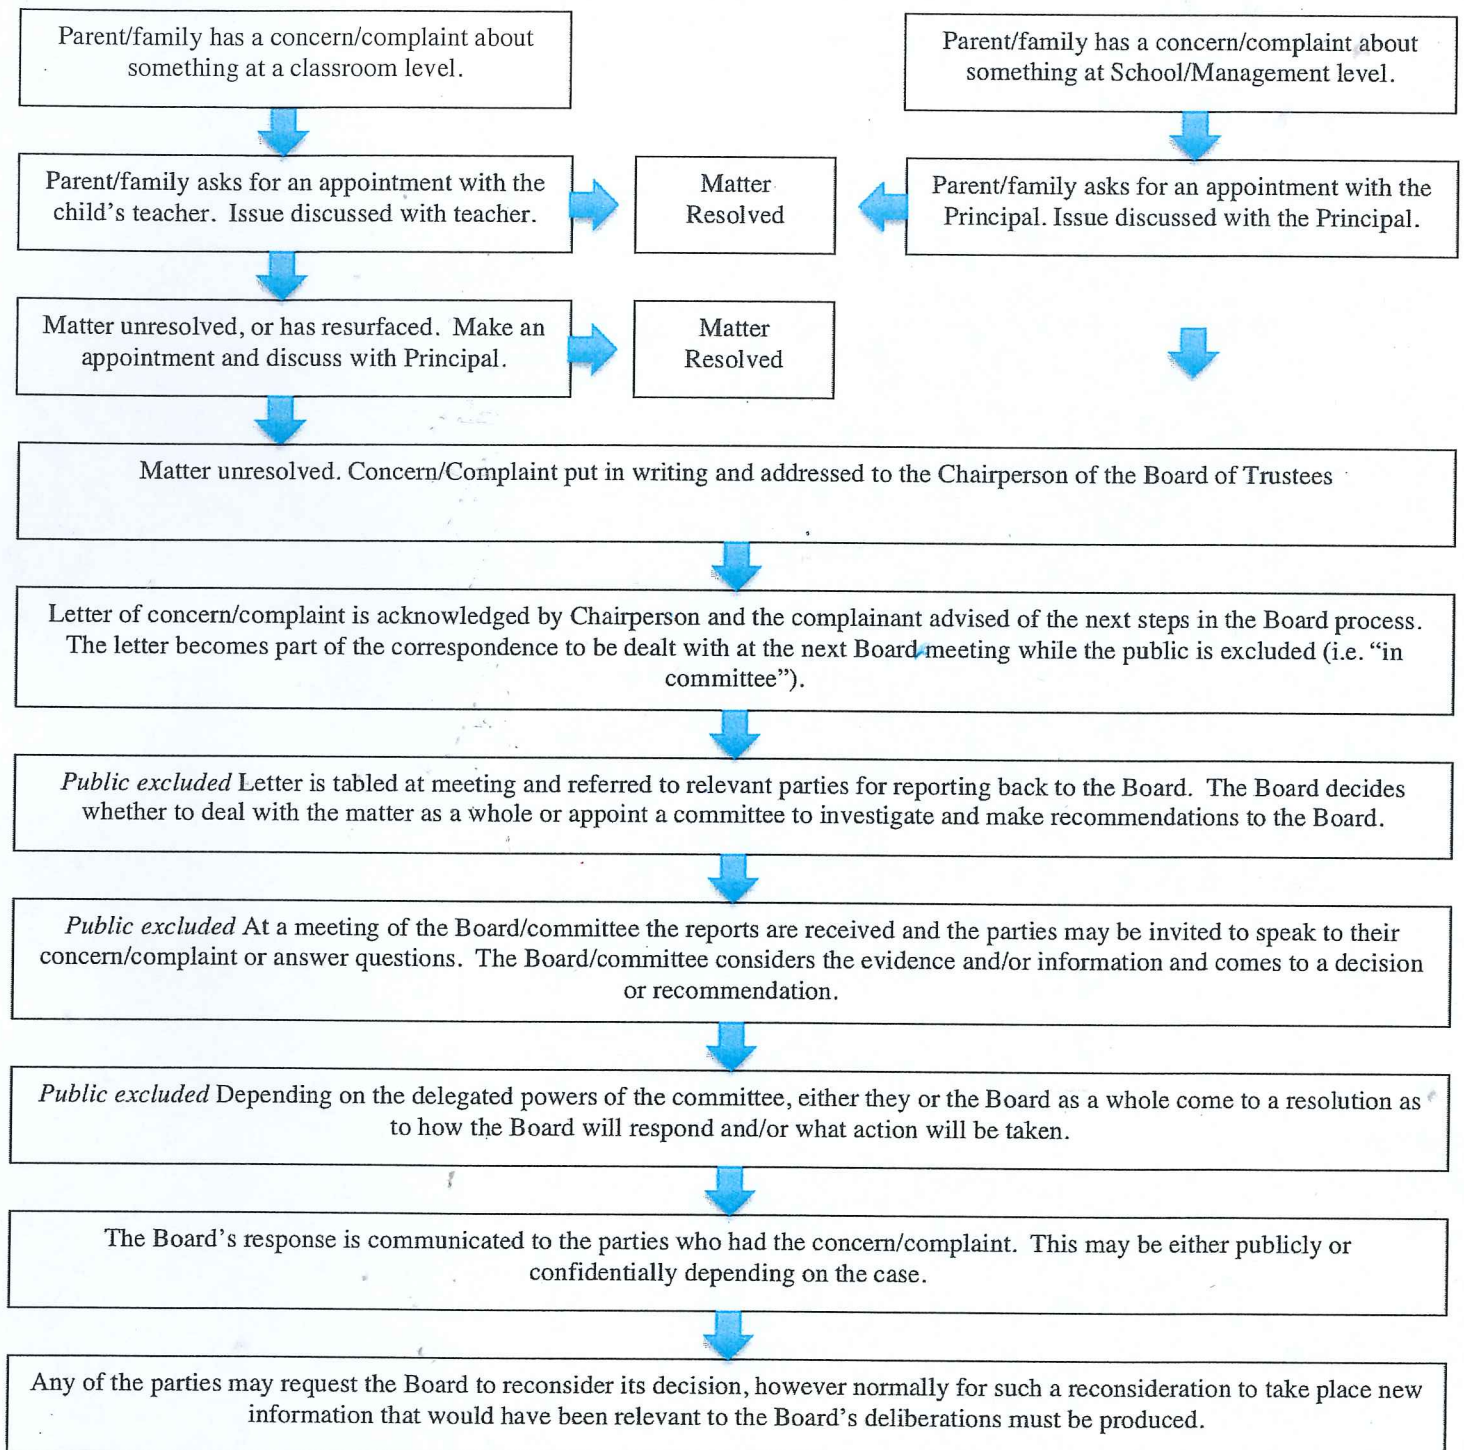 Parent/family has a concern/complaint about
something at a classroom level.
Parent/family has a concern/complaint about
something at School/Management level.
Parent/family asks for an appointment with the
child's teacher. Issue discussed with teacher.
Matter
Resolved
Parent/family asks for an appointment with the
Principal. Issue discussed with the Principal.
Matter unresolved, or has resurfaced. Make an
appointment and discuss with Principal.
Matter
Resolved
Matter unresolved. Concern/Complaint put in writing and addressed to the Chairperson of the Board of Trustees
Letter of concern/complaint is acknowledged by Chairperson and the complainant advised of the next steps in the Board process.
The letter becomes part of the correspondence to be dealt with at the next Board meeting while the public is excluded (i.e. “in
committee”).
Public excluded Letter is tabled at meeting and referred to relevant parties for reporting back to the Board. The Board decides
whether to deal with the matter as a whole or appoint a committee to investigate and make recommendations to the Board.
Public excluded At a meeting of the Board/committee the reports are received and the parties may be invited to speak to their
concern/complaint or answer questions. The Board/committee considers the evidence and/or information and comes to a decision
or recommendation.
Public excluded Depending on the delegated powers of the committee, either they or the Board as a whole come to a resolution as
to how the Board will respond and/or what action will be taken.
The Board's response is communicated to the parties who had the concern/complaint. This may be either publicly or
confidentially depending on the case.
Any of the parties may request the Board to reconsider its decision, however normally for such a reconsideration to take place new
information that would have been relevant to the Board's deliberations must be produced.